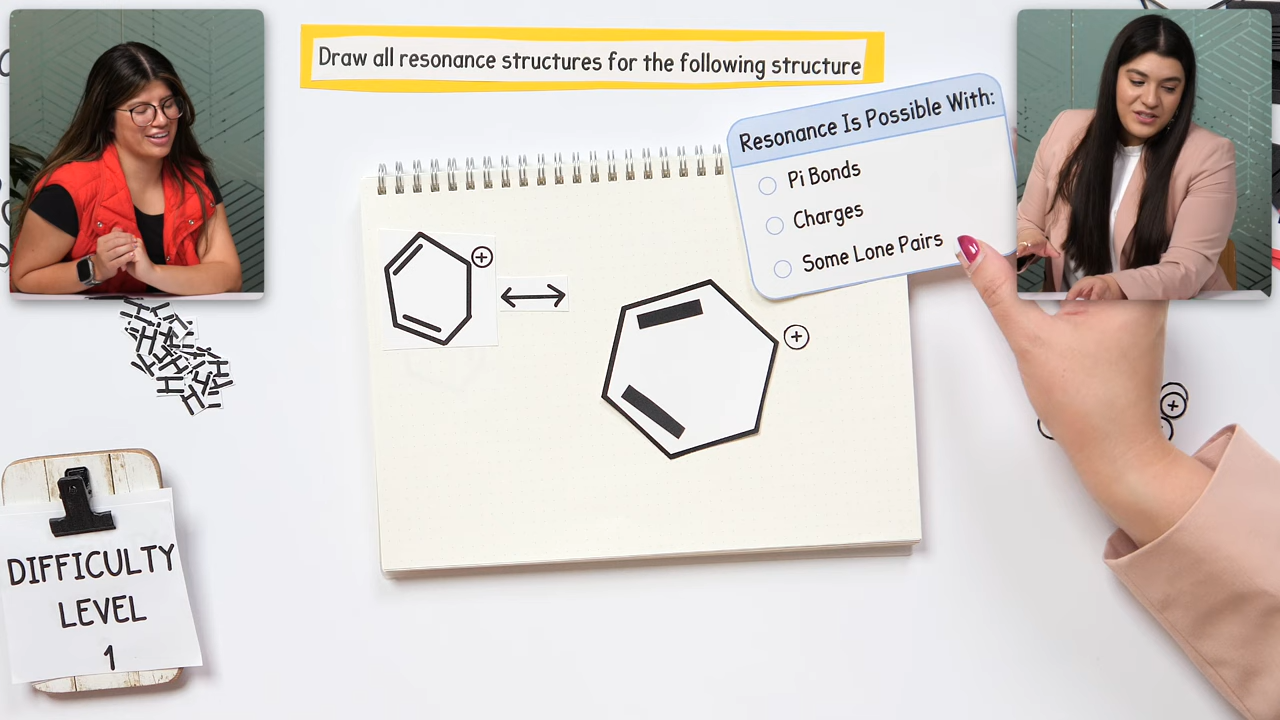 Draw all resonance structures for the following structure
Resonance Is Possible With:
Pi Bonds
Charges
Some Lone Pairs
+
+
+
DIFFICULTY
LEVEL
1